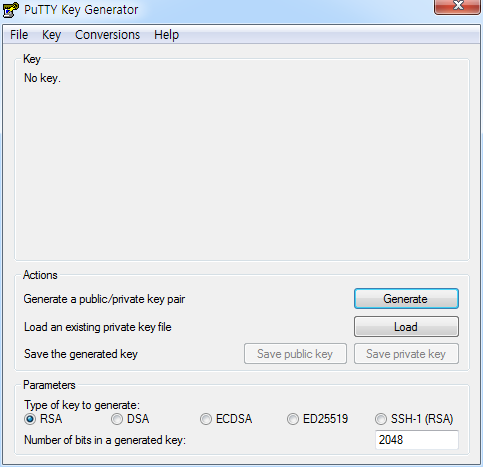 PuTTY Key Generator
File Key Conversions Help
Key
No key.
Actions
Generate a public/private key pair Generate
Load an existing private key file Load
Save the generated key Save public key Save private key
Parameters
Type of key to generate:
RSA DSA ECDSA ED25519 SSH-1 (RSA)
Number of bits in a generated key: 2048